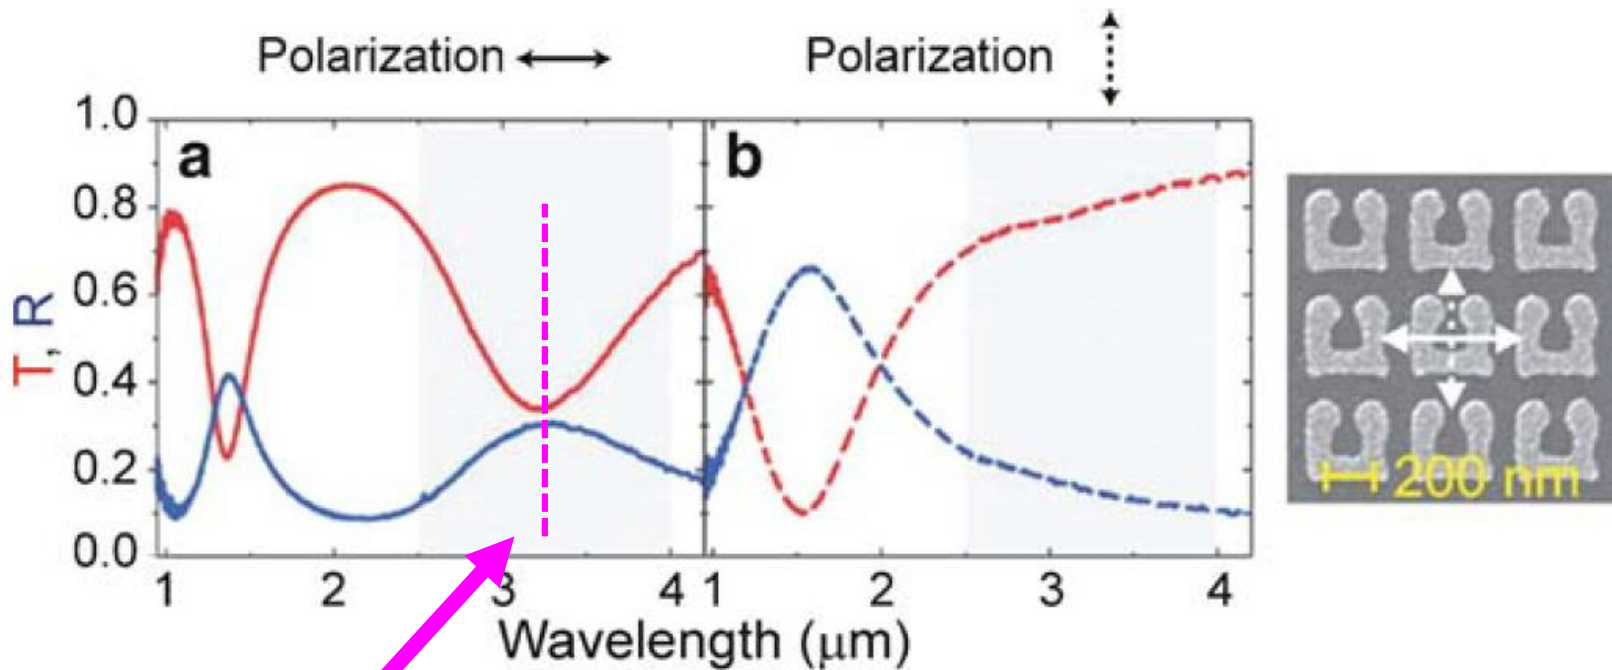 Polarization
Polarization
a
b
T, R
1.0
0.8
0.6
0.4
0.2
0.0
1
2
3
4
1
2
3
4
Wavelength (μm)
200 nm